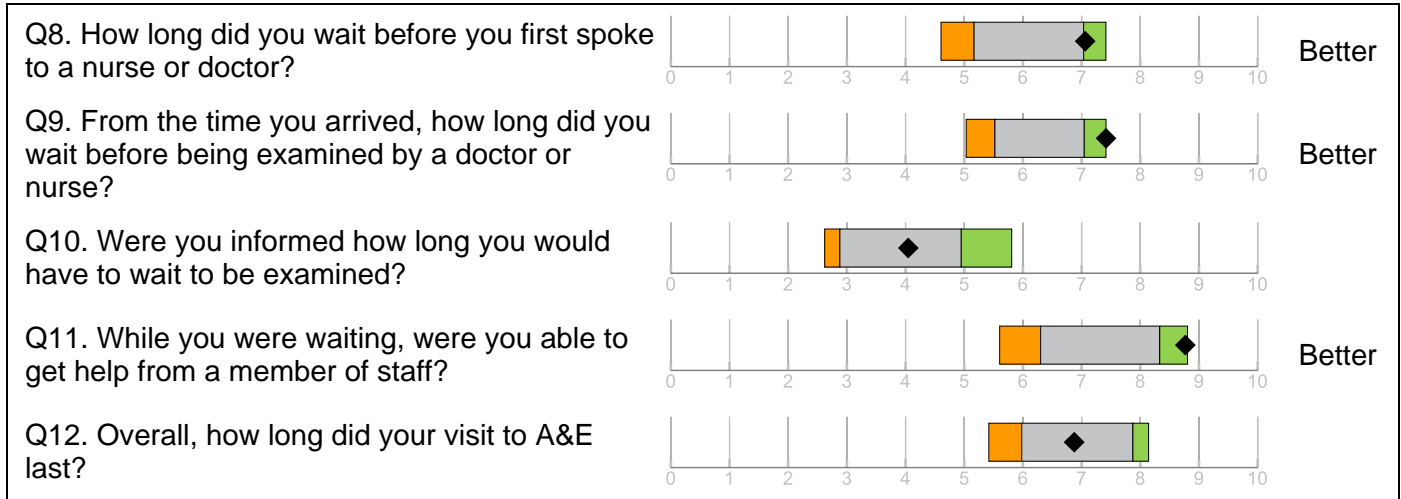 Q8. How long did you wait before you first spoke
to a nurse or doctor?
0 1 2 3 4 5 6 7 8 9 10
Better
Q9. From the time you arrived, how long did you
wait before being examined by a doctor or
nurse?
0 1 2 3 4 5 6 7 8 9 10
Better
Q10. Were you informed how long you would
have to wait to be examined?
0 1 2 3 4 5 6 7 8 9 10
Q11. While you were waiting, were you able to
get help from a member of staff?
0 1 2 3 4 5 6 7 8 9 10
Better
Q12. Overall, how long did your visit to A&E
last?
0 1 2 3 4 5 6 7 8 9 10